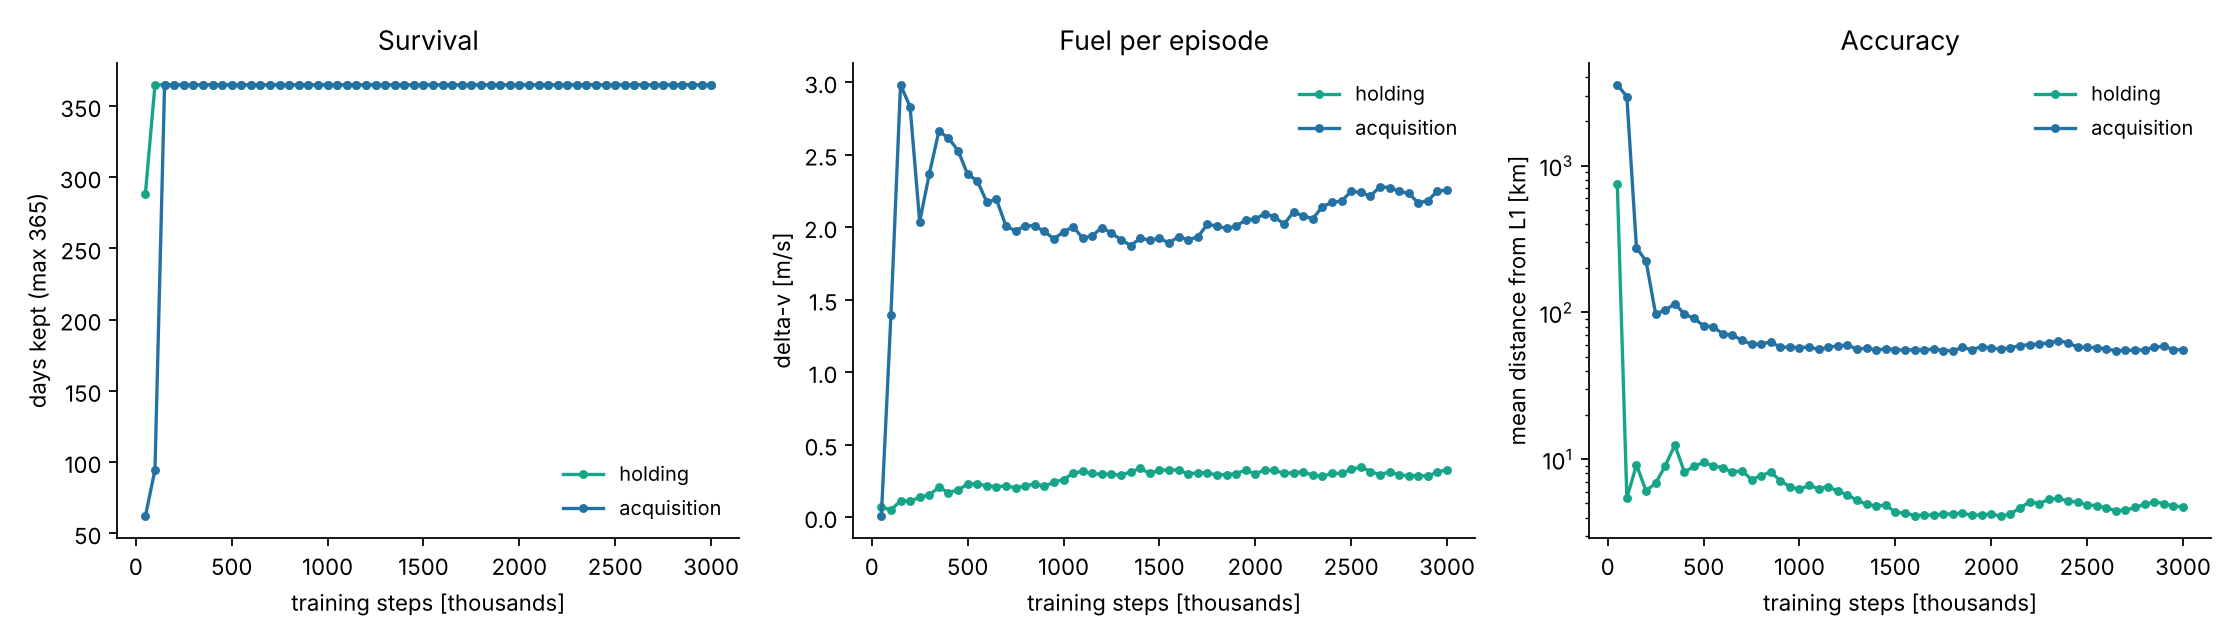 Survival
days kept (max 365)
350
300
250
200
150
100
50
holding
acquisition
0 500 1000 1500 2000 2500 3000
training steps [thousands]
Fuel per episode
delta-v [m/s]
3.0
2.5
2.0
1.5
1.0
0.5
0.0
holding
acquisition
0 500 1000 1500 2000 2500 3000
training steps [thousands]
Accuracy
mean distance from L1 [km]
10³
10²
10¹
holding
acquisition
0 500 1000 1500 2000 2500 3000
training steps [thousands]